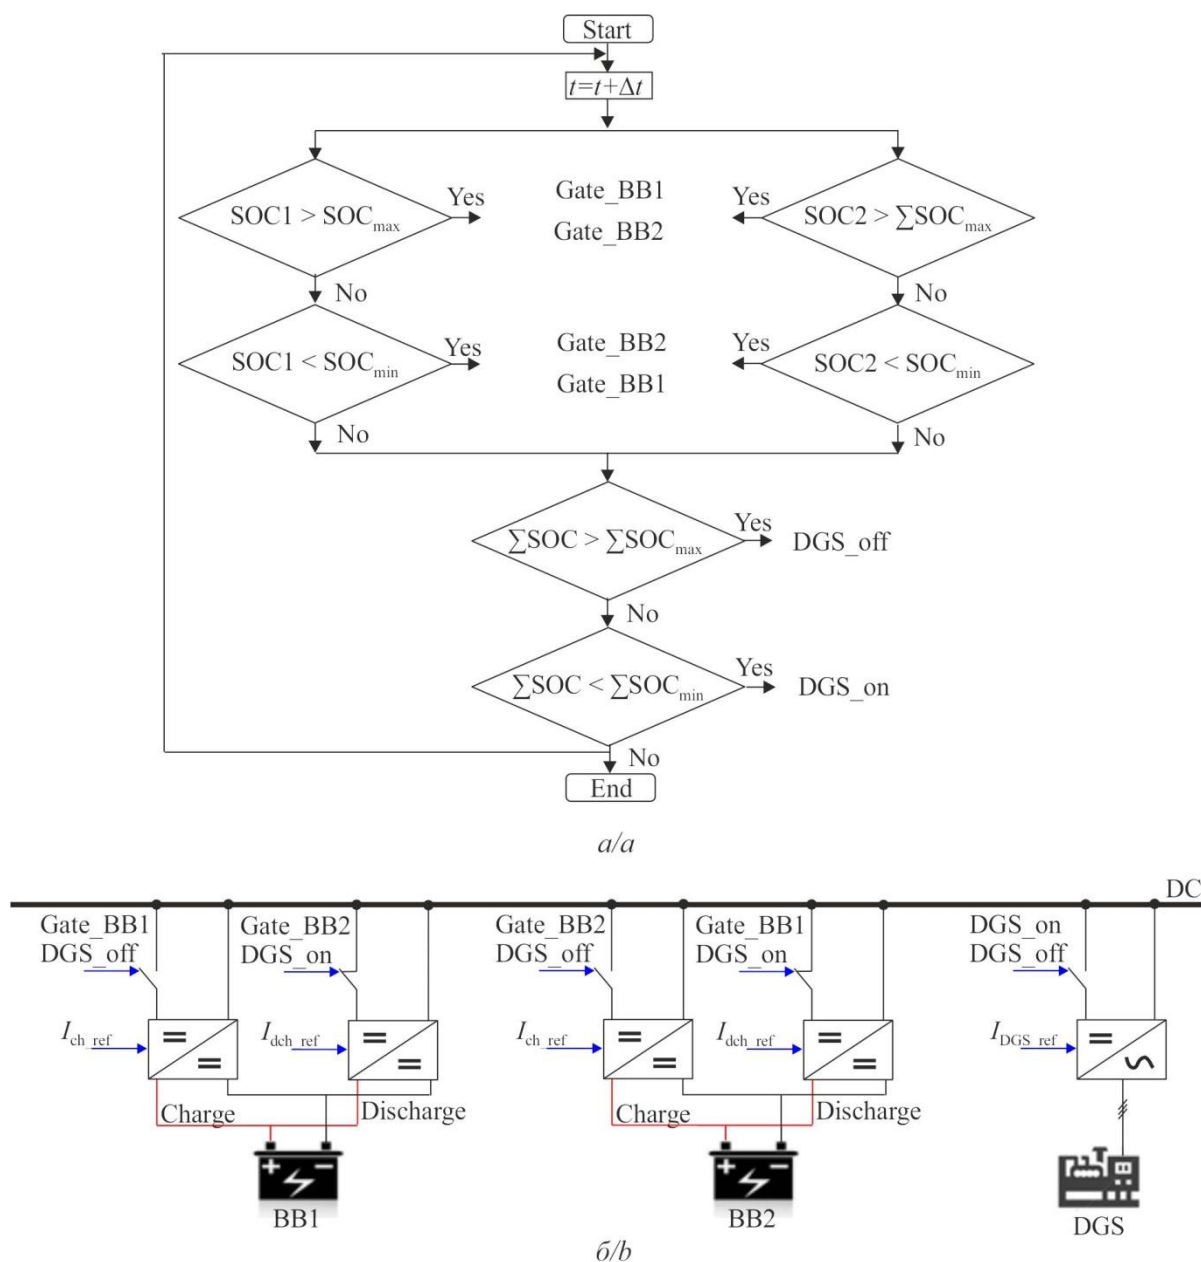 Start
t=t+Δt
SOC1 > SOCmax
Yes
Gate_BB1
Gate_BB2
Yes
SOC2 > ∑SOCmax
No
No
SOC1 < SOCmin
Yes
Gate_BB2
Gate_BB1
Yes
SOC2 < SOCmin
No
No
∑SOC > ∑SOCmax
Yes
DGS_off
No
∑SOC < ∑SOCmin
Yes
DGS_on
No
End
а/a
DC
Gate_BB1
DGS_off
Gate_BB2
DGS_on
Gate_BB2
DGS_off
Gate_BB1
DGS_on
DGS_on
DGS_off
Ich_ref
Idch_ref
Ich_ref
Idch_ref
IDGS_ref
Charge
Discharge
Charge
Discharge
BB1
BB2
DGS
б/b